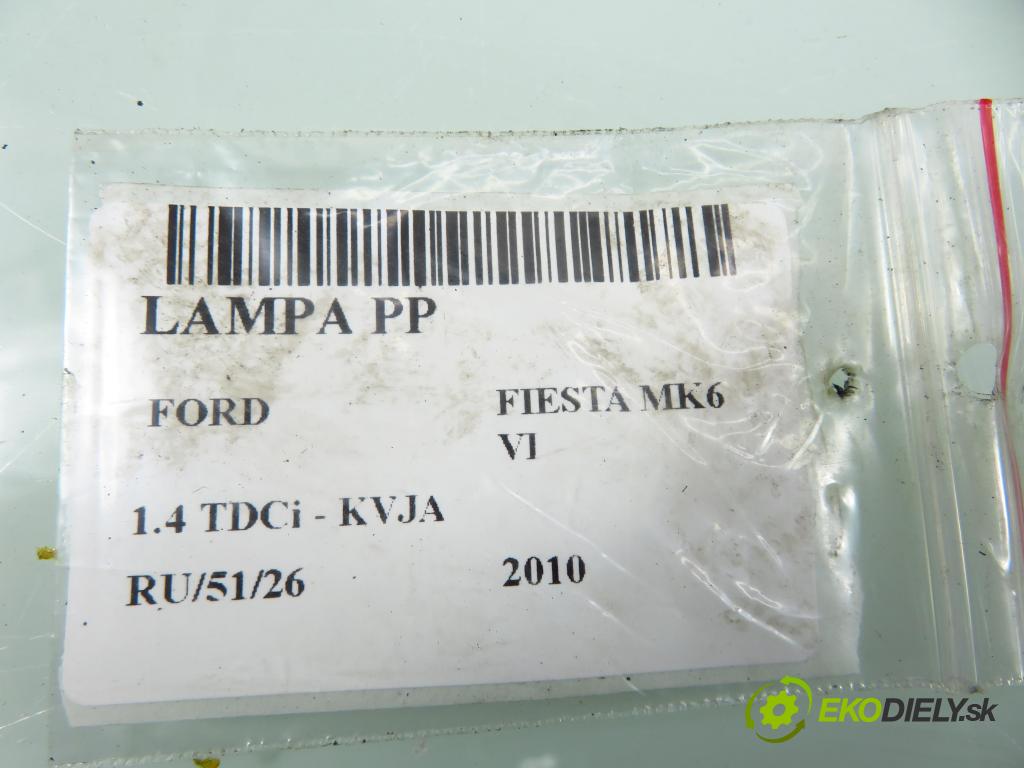 LAMPA PP
FORD
FIESTA MK6
VI
1.4 TDCi - KVJA
RU/51/26
2010
EKODIELY.sk